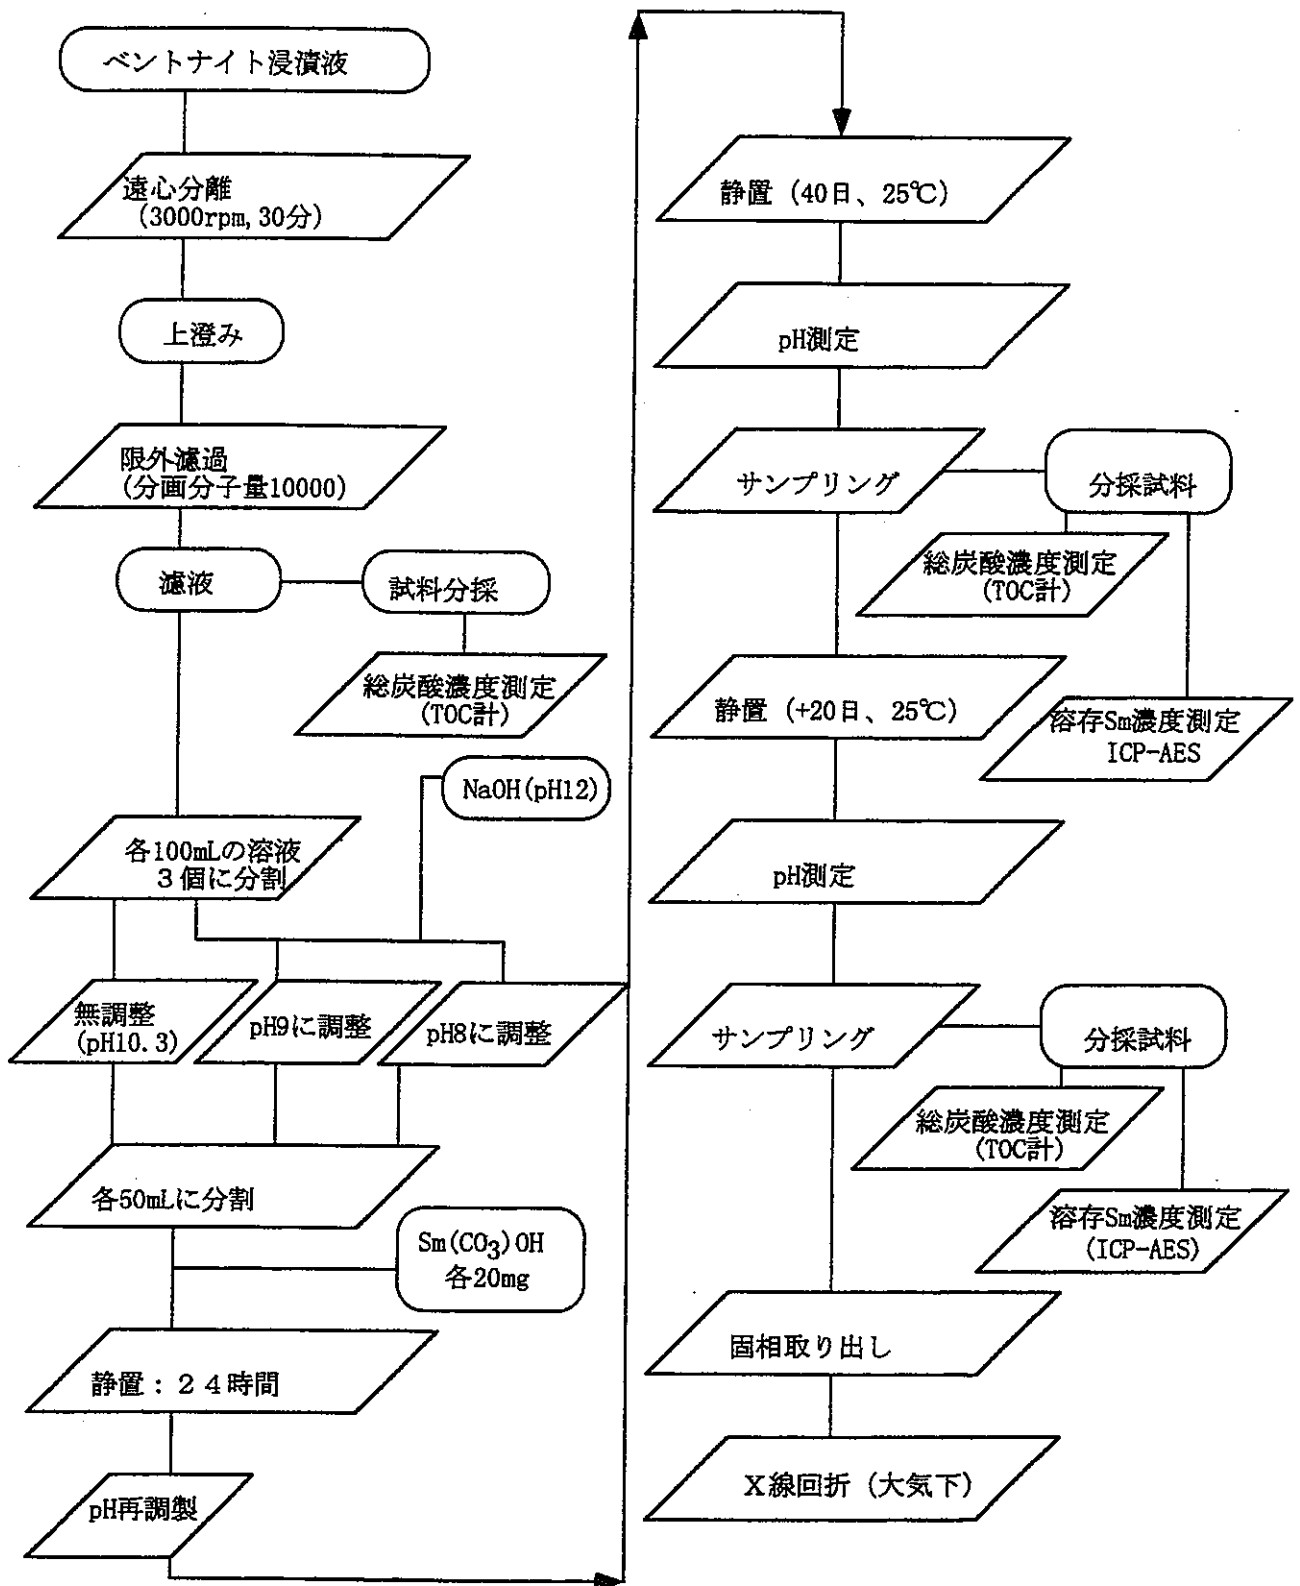 ベントナイト浸漬液
遠心分離
(3000rpm, 30分)
上澄み
限外濾過
(分画分子量10000)
濾液
試料分採
総炭酸濃度測定
(TOC計)
NaOH(pH12)
各100mLの溶液
３個に分割
無調整
(pH10.3)
pH9に調整
pH8に調整
各50mLに分割
Sm(CO3)OH
各20mg
静置：２４時間
pH再調製
静置 (40日、25℃)
pH測定
サンプリング
分採試料
総炭酸濃度測定
(TOC計)
溶存Sm濃度測定
ICP-AES
静置 (+20日、25℃)
pH測定
サンプリング
分採試料
総炭酸濃度測定
(TOC計)
溶存Sm濃度測定
(ICP-AES)
固相取り出し
Ｘ線回折 (大気下)